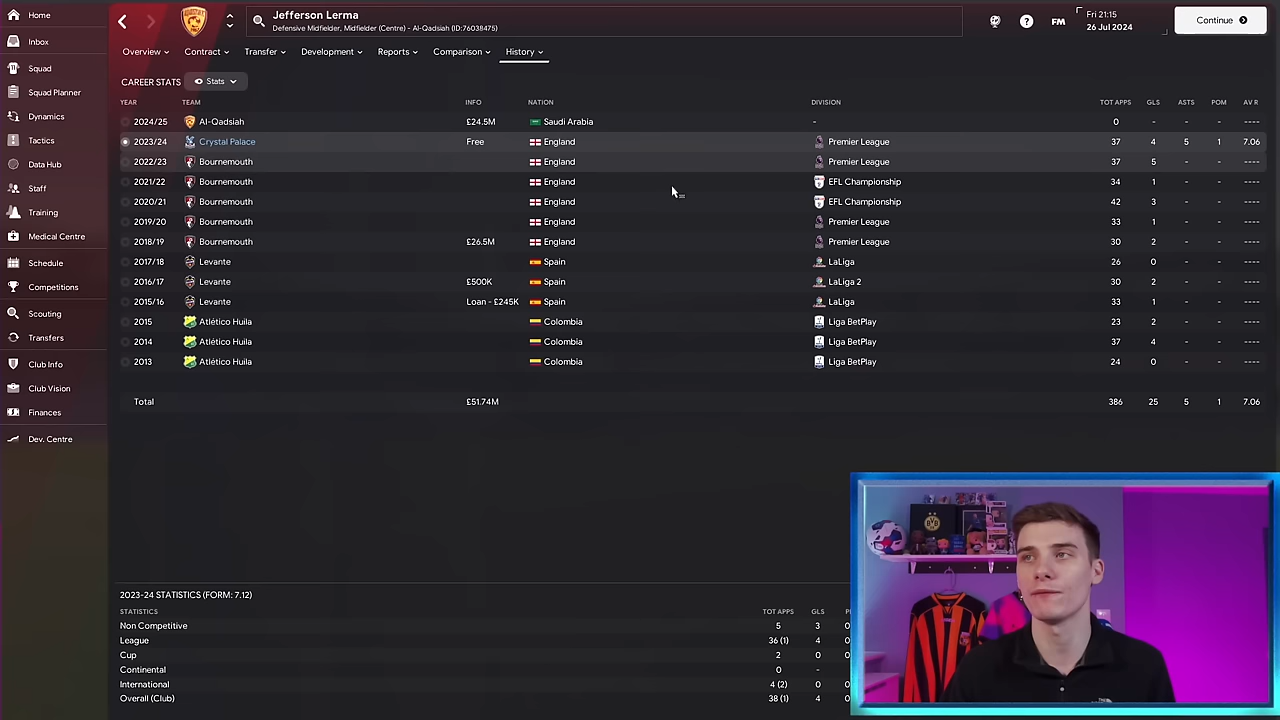 Home
Inbox
Squad
Squad Planner
Dynamics
Tactics
Data Hub
Staff
Training
Medical Centre
Schedule
Competitions
Scouting
Transfers
Club Info
Club Vision
Finances
Dev. Centre
Jefferson Lerma
Defensive Midfielder, Midfielder (Centre) - Al-Qadsiah (ID:76038475)
? FM
Fri 21:15
26 Jul 2024
Continue
Overview Contract Transfer Development Reports Comparison History
CAREER STATS Stats
YEAR TEAM INFO NATION DIVISION TOT APPS GLS ASTS POM AV R
2024/25 Al-Qadsiah £24.5M Saudi Arabia - 0 - - - ----
2023/24 Crystal Palace Free England Premier League 37 4 5 1 7.06
2022/23 Bournemouth England Premier League 37 5 - - ----
2021/22 Bournemouth England EFL Championship 34 1 - - ----
2020/21 Bournemouth England EFL Championship 42 3 - - ----
2019/20 Bournemouth England Premier League 33 1 - - ----
2018/19 Bournemouth £26.5M England Premier League 30 2 - - ----
2017/18 Levante Spain LaLiga 26 0 - - ----
2016/17 Levante £500K Spain LaLiga 2 30 2 - - ----
2015/16 Levante Loan - £245K Spain LaLiga 33 1 - - ----
2015 Atlético Huila Colombia Liga BetPlay 23 2 - - ----
2014 Atlético Huila Colombia Liga BetPlay 37 4 - - ----
2013 Atlético Huila Colombia Liga BetPlay 24 0 - - ----
Total £51.74M 386 25 5 1 7.06
2023-24 STATISTICS (FORM: 7.12)
STATISTICS TOT APPS GLS
Non Competitive 5 3
League 36 (1) 4
Cup 2 0
Continental 0 -
International 4 (2) 0
Overall (Club) 38 (1) 4
BVB
09